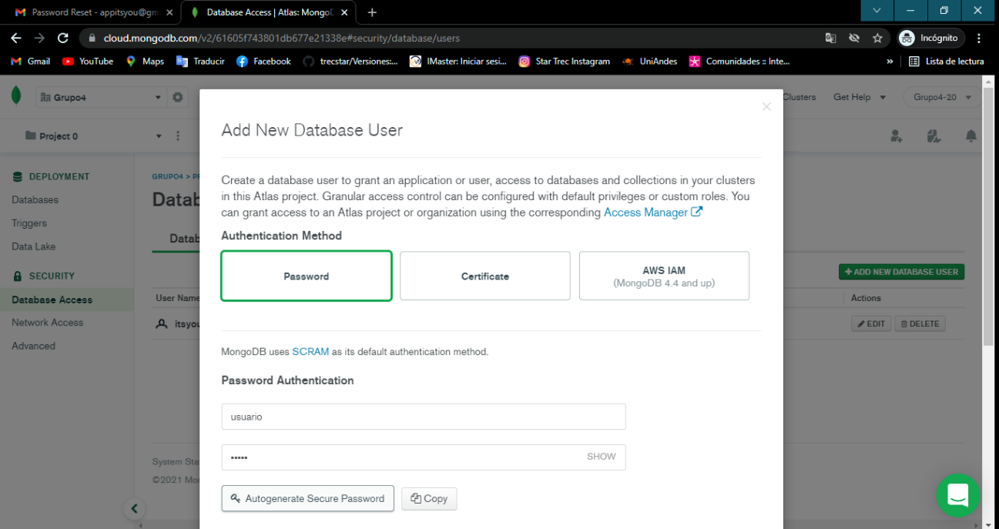 Password Reset - appitsyou@gm
Database Access | Atlas: MongoD
cloud.mongodb.com/v2/61605f743801db677e21338e#security/database/users
Incógnito
Gmail YouTube Maps Traducir Facebook trecstar/Versiones:... IMaster: Iniciar sesi... Star Trec Instagram UniAndes Comunidades :: Inte... » Lista de lectura
Grupo4
Clusters Get Help Grupo4-20
Project 0
DEPLOYMENT
Databases
Triggers
Data Lake
SECURITY
Database Access
Network Access
Advanced
GRUPO4 > PR
Datab
Datab
+ ADD NEW DATABASE USER
User Name
Actions
itsyou
EDIT DELETE
System Sta
©2021 Mon
Add New Database User
Create a database user to grant an application or user, access to databases and collections in your clusters
in this Atlas project. Granular access control can be configured with default privileges or custom roles. You
can grant access to an Atlas project or organization using the corresponding Access Manager
Authentication Method
Password
Certificate
AWS IAM
(MongoDB 4.4 and up)
MongoDB uses SCRAM as its default authentication method.
Password Authentication
usuario
••••• SHOW
Autogenerate Secure Password Copy